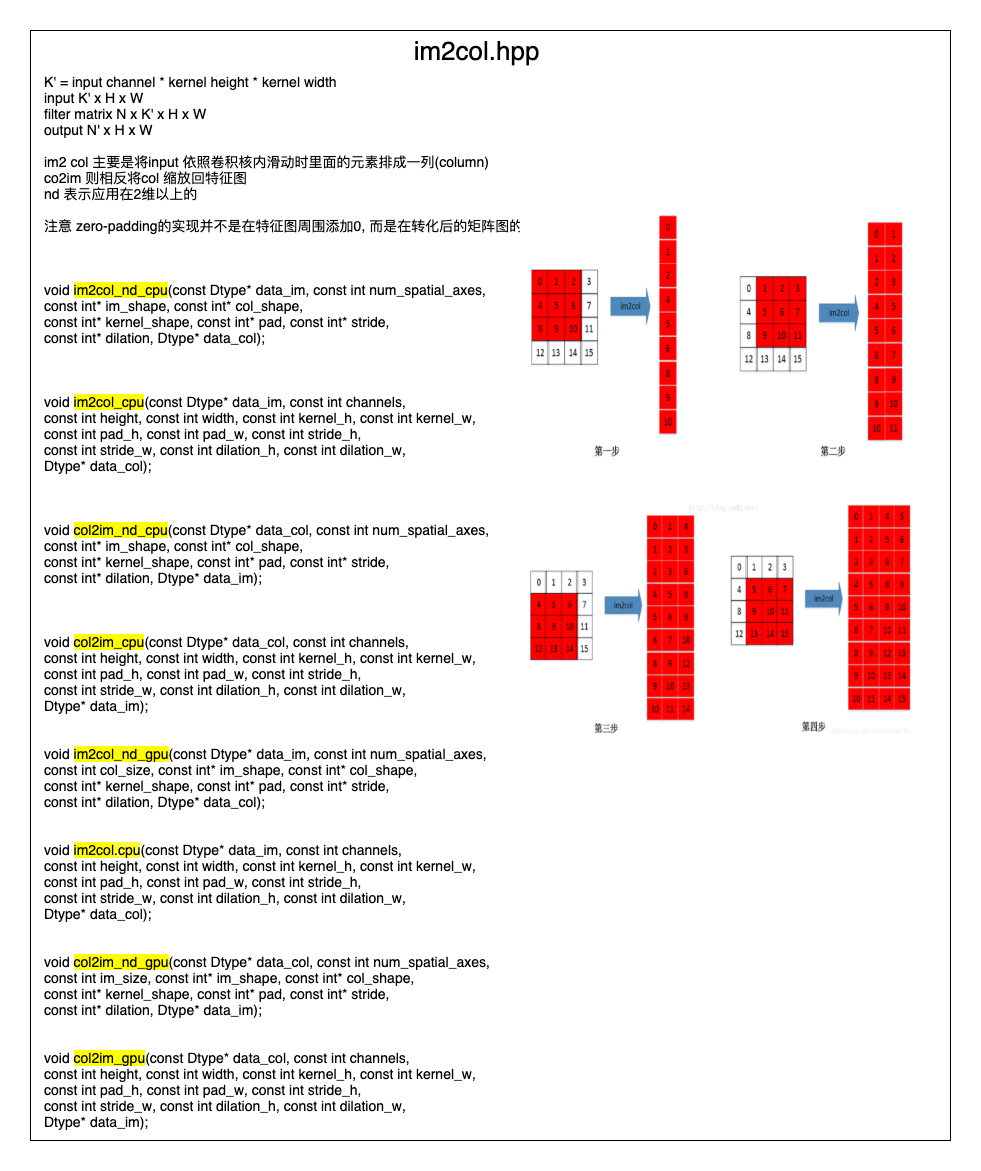 im2col.hpp
K' = input channel * kernel height * kernel width
input K' x H x W
filter matrix N x K' x H x W
output N' x H x W
im2 col 主要是将input 依照卷积核内滑动时里面的元素排成一列(column)
co2im 则相反将col 缩放回特征图
nd 表示应用在2维以上的
注意 zero-padding的实现并不是在特征图周围添加0, 而是在转化后的矩阵图的
void im2col_nd_cpu(const Dtype* data_im, const int num_spatial_axes,
const int* im_shape, const int* col_shape,
const int* kernel_shape, const int* pad, const int* stride,
const int* dilation, Dtype* data_col);
void im2col_cpu(const Dtype* data_im, const int channels,
const int height, const int width, const int kernel_h, const int kernel_w,
const int pad_h, const int pad_w, const int stride_h,
const int stride_w, const int dilation_h, const int dilation_w,
Dtype* data_col);
void col2im_nd_cpu(const Dtype* data_col, const int num_spatial_axes,
const int* im_shape, const int* col_shape,
const int* kernel_shape, const int* pad, const int* stride,
const int* dilation, Dtype* data_im);
void col2im_cpu(const Dtype* data_col, const int channels,
const int height, const int width, const int kernel_h, const int kernel_w,
const int pad_h, const int pad_w, const int stride_h,
const int stride_w, const int dilation_h, const int dilation_w,
Dtype* data_im);
void im2col_nd_gpu(const Dtype* data_im, const int num_spatial_axes,
const int col_size, const int* im_shape, const int* col_shape,
const int* kernel_shape, const int* pad, const int* stride,
const int* dilation, Dtype* data_col);
void im2col.cpu(const Dtype* data_im, const int channels,
const int height, const int width, const int kernel_h, const int kernel_w,
const int pad_h, const int pad_w, const int stride_h,
const int stride_w, const int dilation_h, const int dilation_w,
Dtype* data_col);
void col2im_nd_gpu(const Dtype* data_col, const int num_spatial_axes,
const int im_size, const int* im_shape, const int* col_shape,
const int* kernel_shape, const int* pad, const int* stride,
const int* dilation, Dtype* data_im);
void col2im_gpu(const Dtype* data_col, const int channels,
const int height, const int width, const int kernel_h, const int kernel_w,
const int pad_h, const int pad_w, const int stride_h,
const int stride_w, const int dilation_h, const int dilation_w,
Dtype* data_im);
0 1 2 3
4 5 6 7
8 9 10 11
12 13 14 15
im2col
0
1
2
4
5
6
8
9
10
第一步
0 1 2 3
4 5 6 7
8 9 10 11
12 13 14 15
im2col
0 1
1 2
2 3
4 5
5 6
6 7
8 9
9 10
10 11
第二步
0 1 2 3
4 5 6 7
8 9 10 11
12 13 14 15
im2col
0 1 4
1 2 5
2 3 6
4 5 8
5 6 9
6 7 10
8 9 12
9 10 13
10 11 14
第三步
0 1 2 3
4 5 6 7
8 9 10 11
12 13 14 15
im2col
0 1 4 5
1 2 5 6
2 3 6 7
4 5 8 9
5 6 9 10
6 7 10 11
8 9 12 13
9 10 13 14
10 11 14 15
第四步